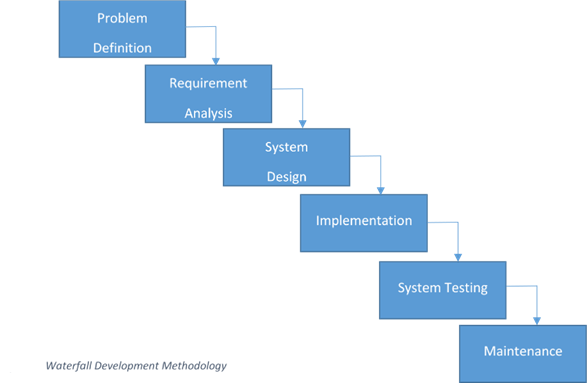 Problem
Definition
Requirement
Analysis
System
Design
Implementation
System Testing
Maintenance
Waterfall Development Methodology